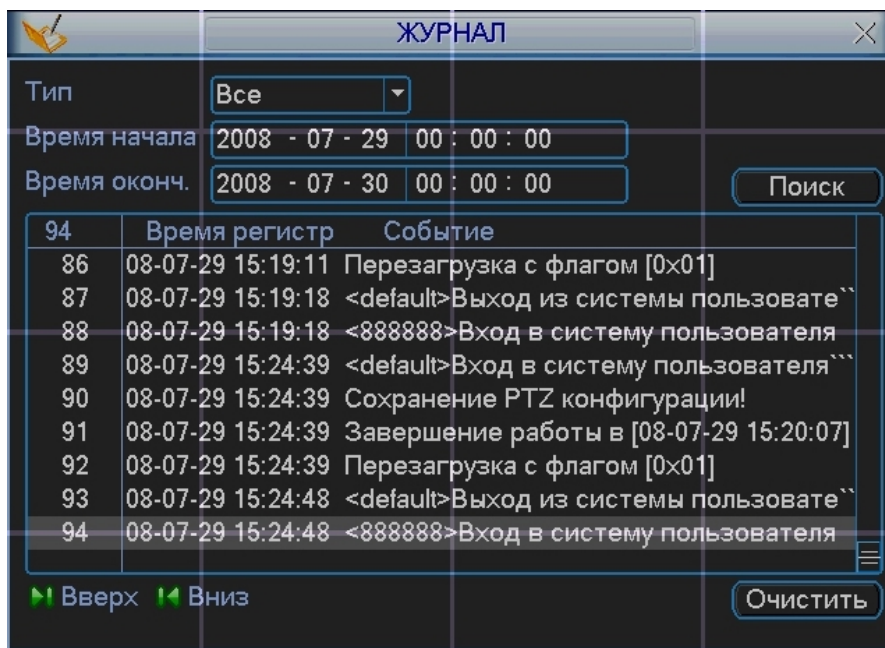 ЖУРНАЛ
Тип Все
Время начала 2008 - 07 - 29 00 : 00 : 00
Время оконч. 2008 - 07 - 30 00 : 00 : 00
Поиск
94 Время регистр Событие
86 08-07-29 15:19:11 Перезагрузка с флагом [0x01]
87 08-07-29 15:19:18 <default>Выход из системы пользовате``
88 08-07-29 15:19:18 <888888>Вход в систему пользователя
89 08-07-29 15:24:39 <default>Вход в систему пользователя```
90 08-07-29 15:24:39 Сохранение PTZ конфигурации!
91 08-07-29 15:24:39 Завершение работы в [08-07-29 15:20:07]
92 08-07-29 15:24:39 Перезагрузка с флагом [0x01]
93 08-07-29 15:24:48 <default>Выход из системы пользовате``
94 08-07-29 15:24:48 <888888>Вход в систему пользователя
Вверх Вниз
Очистить